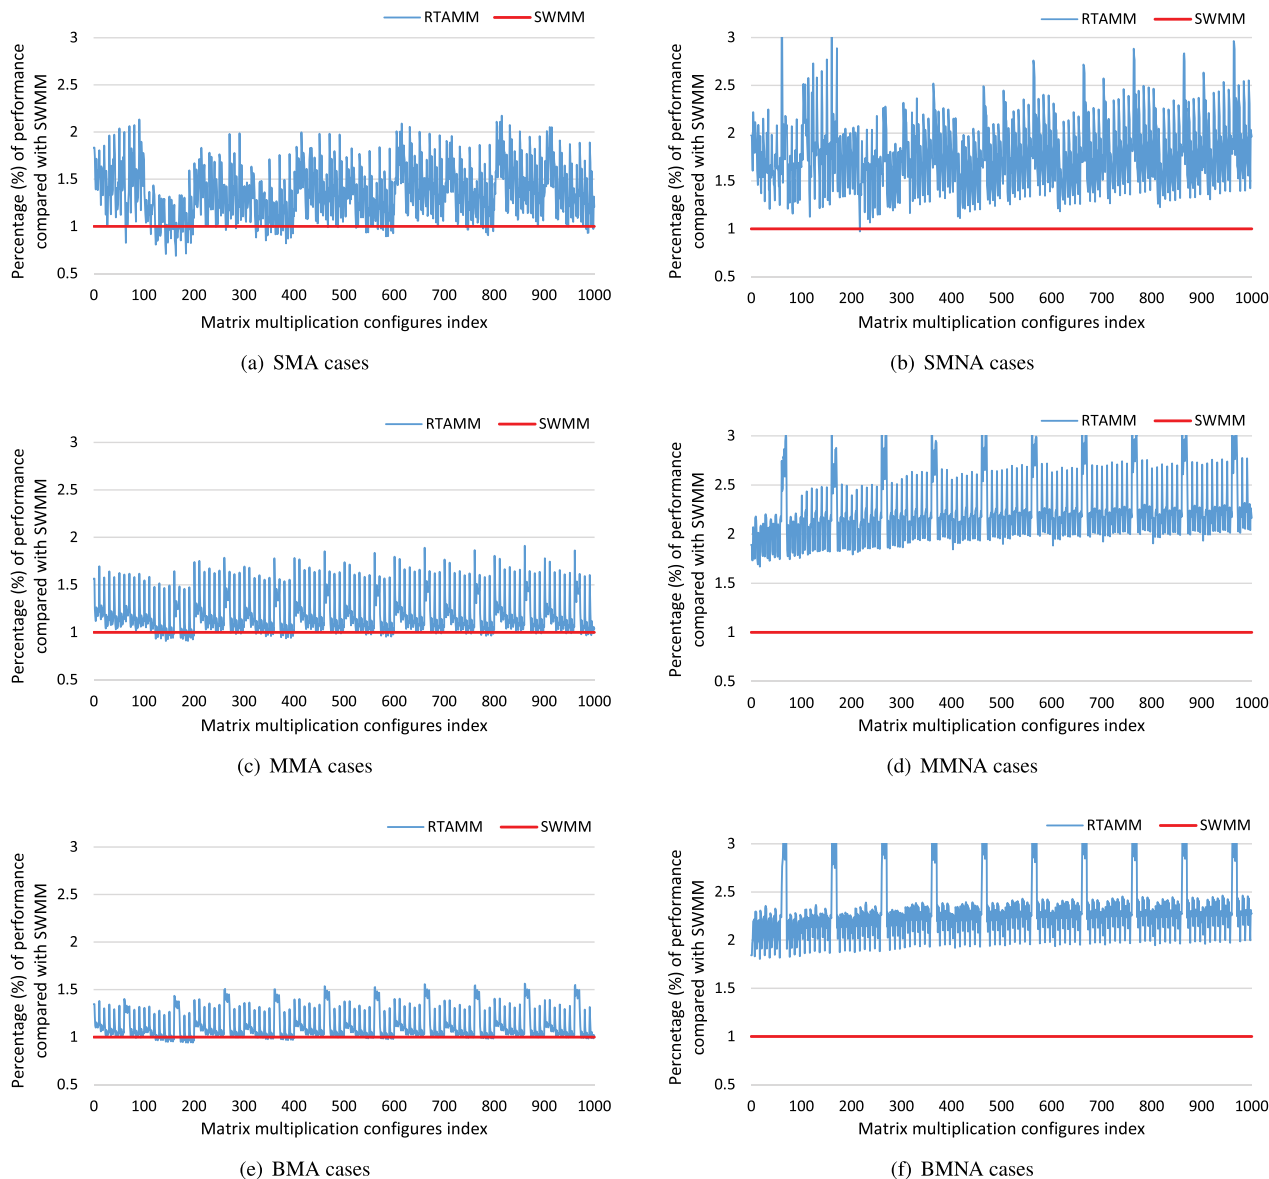 RTAMM SWMM
Percentage (%) of performance
compared with SWMM
3
2.5
2
1.5
1
0.5
0 100 200 300 400 500 600 700 800 900 1000
Matrix multiplication configures index
(a) SMA cases
RTAMM SWMM
Percentage (%) of performance
compared with SWMM
3
2.5
2
1.5
1
0.5
0 100 200 300 400 500 600 700 800 900 1000
Matrix multiplication configures index
(b) SMNA cases
RTAMM SWMM
Percentage (%) of performance
compared with SWMM
3
2.5
2
1.5
1
0.5
0 100 200 300 400 500 600 700 800 900 1000
Matrix multiplication configures index
(c) MMA cases
RTAMM SWMM
Percentage (%) of performance
compared with SWMM
3
2.5
2
1.5
1
0.5
0 100 200 300 400 500 600 700 800 900 1000
Matrix multiplication configures index
(d) MMNA cases
RTAMM SWMM
Percentage (%) of performance
compared with SWMM
3
2.5
2
1.5
1
0.5
0 100 200 300 400 500 600 700 800 900 1000
Matrix multiplication configures index
(e) BMA cases
RTAMM SWMM
Percnetage (%) of performance
compared with SWMM
3
2.5
2
1.5
1
0.5
0 100 200 300 400 500 600 700 800 900 1000
Matrix multiplication configures index
(f) BMNA cases